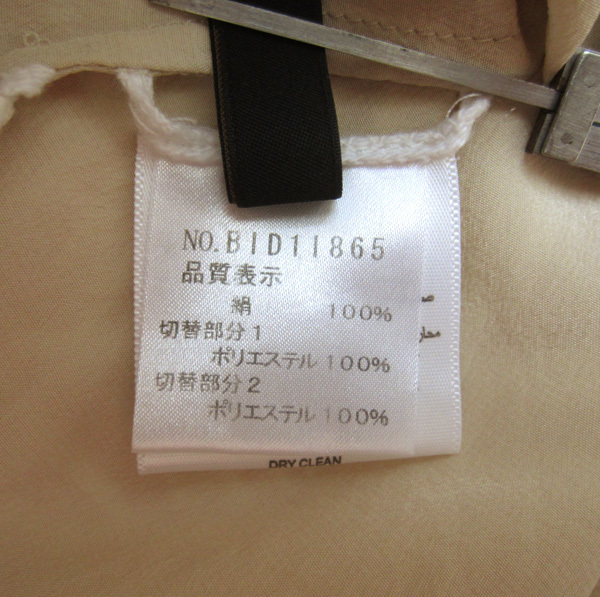 NO.BID11865
品質表示
絹 100%
切替部分1
ポリエステル 100%
切替部分2
ポリエステル 100%
DRY CLEAN